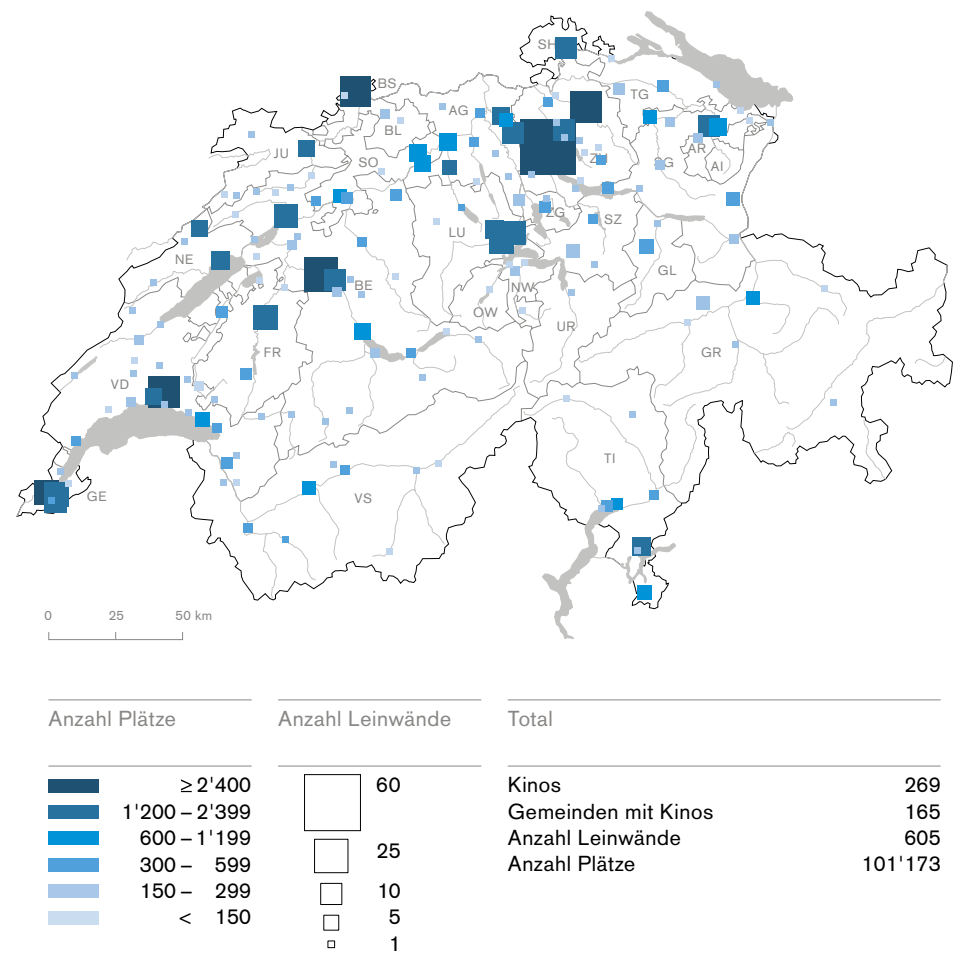 SH
BS
TG
AG
BL
ZH
AR
JU
SO
SG
AI
ZG
SZ
LU
NE
GL
BE
NW
OW
UR
FR
GR
VD
TI
VS
GE
0 25 50 km
Anzahl Plätze
≥ 2'400
1'200 – 2'399
600 – 1'199
300 – 599
150 – 299
< 150
Anzahl Leinwände
60
25
10
5
1
Total
Kinos 269
Gemeinden mit Kinos 165
Anzahl Leinwände 605
Anzahl Plätze 101'173